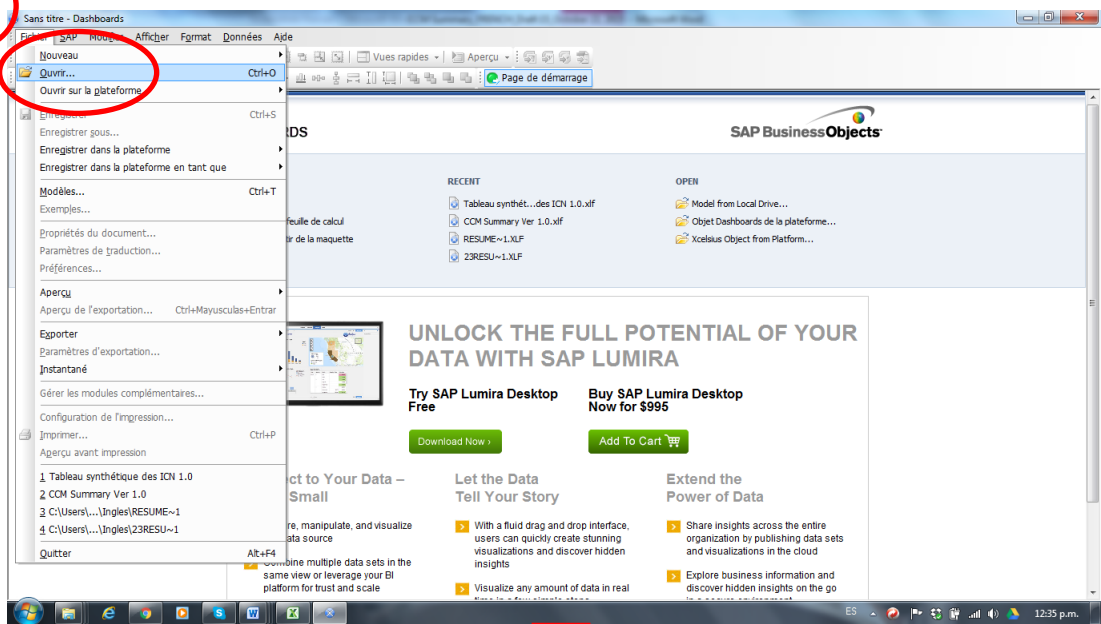 Sans titre - Dashboards
Fichier SAP Modifier Afficher Format Données Aide
Vues rapides
Aperçu
Page de démarrage
Nouveau
Ouvrir... Ctrl+O
Ouvrir sur la plateforme
Enregistrer Ctrl+S
Enregistrer sous...
Enregistrer dans la plateforme
Enregistrer dans la plateforme en tant que
Modèles... Ctrl+T
Exemples...
Propriétés du document...
Paramètres de traduction...
Préférences...
Aperçu
Aperçu de l'exportation... Ctrl+Mayusculas+Entrar
Exporter
Paramètres d'exportation...
Instantané
Gérer les modules complémentaires...
Configuration de l'impression...
Imprimer... Ctrl+P
Aperçu avant impression
1 Tableau synthétique des ICN 1.0
2 CCM Summary Ver 1.0
3 C:\Users\...\Ingles\RESUME~1
4 C:\Users\...\Ingles\23RESU~1
Quitter Alt+F4
RDS
SAP BusinessObjects
feuille de calcul
tir de la maquette
RECENT
Tableau synthét...des ICN 1.0.xlf
CCM Summary Ver 1.0.xlf
RESUME~1.XLF
23RESU~1.XLF
OPEN
Model from Local Drive...
Objet Dashboards de la plateforme...
Xcelsius Object from Platform...
UNLOCK THE FULL POTENTIAL OF YOUR
DATA WITH SAP LUMIRA
Try SAP Lumira Desktop
Free
Buy SAP Lumira Desktop
Now for $995
Download Now ›
Add To Cart
ct to Your Data –
Small
re, manipulate, and visualize
ata source
Combine multiple data sets in the
same view or leverage your BI
platform for trust and scale
Let the Data
Tell Your Story
With a fluid drag and drop interface,
users can quickly create stunning
visualizations and discover hidden
insights
Visualize any amount of data in real
time in a few simple steps
Extend the
Power of Data
Share insights across the entire
organization by publishing data sets
and visualizations in the cloud
Explore business information and
discover hidden insights on the go
in a secure environment
ES
12:35 p.m.